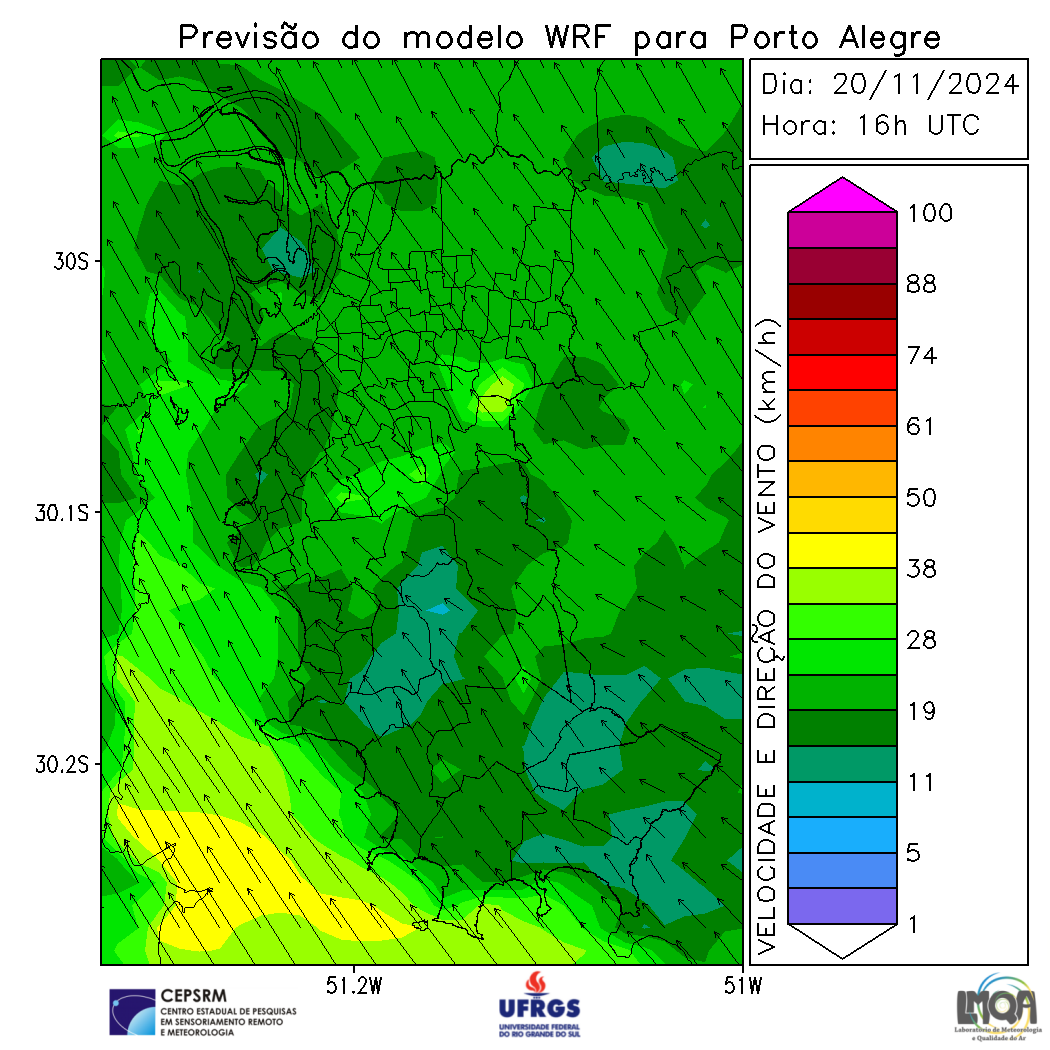 Previsão do modelo WRF para Porto Alegre
Dia: 20/11/2024
Hora: 16h UTC
30S
30.1S
30.2S
51.2W
51W
VELOCIDADE E DIREÇÃO DO VENTO (km/h)
100
88
74
61
50
38
28
19
11
5
1
CEPSRM
CENTRO ESTADUAL DE PESQUISAS
EM SENSORIAMENTO REMOTO
E METEOROLOGIA
UFRGS
UNIVERSIDADE FEDERAL
DO RIO GRANDE DO SUL
LMQA
Laboratório de Meteorologia
e Qualidade do Ar